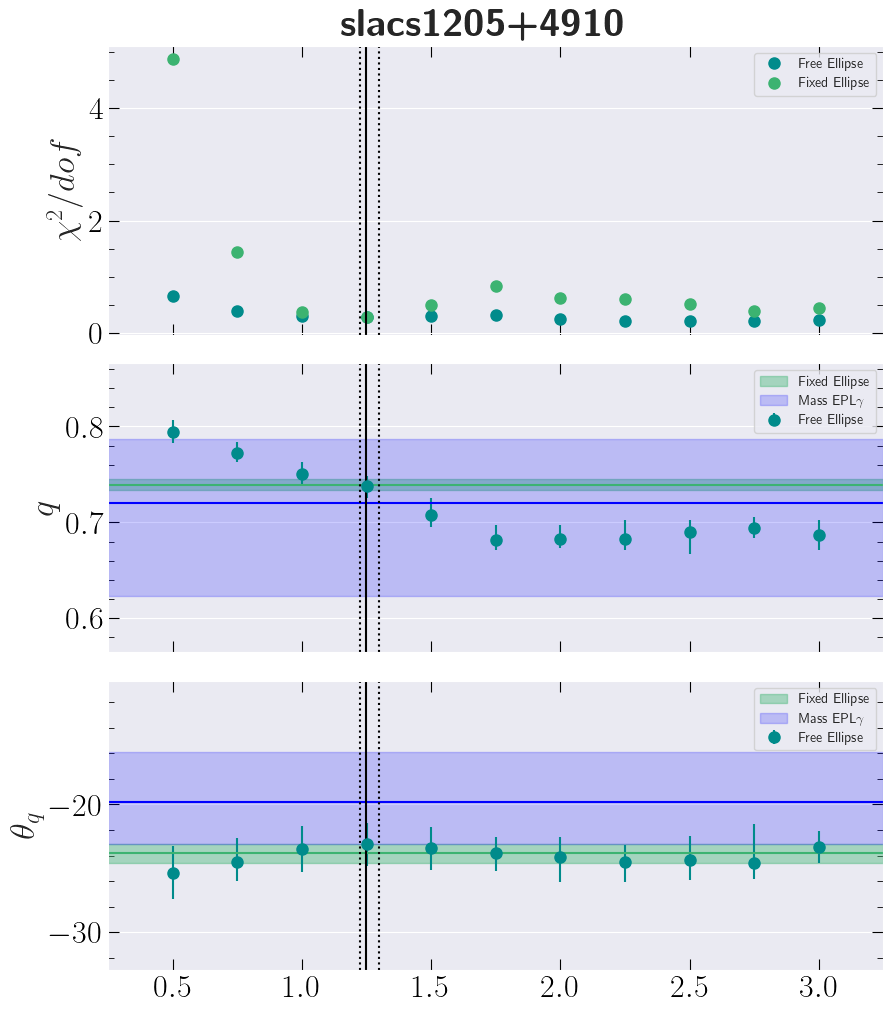 slacs1205+4910
Free Ellipse
Fixed Ellipse
χ²/dof
4
2
0
Fixed Ellipse
Mass EPLγ
Free Ellipse
q
0.8
0.7
0.6
Fixed Ellipse
Mass EPLγ
Free Ellipse
θ_q
−20
−30
0.5 1.0 1.5 2.0 2.5 3.0